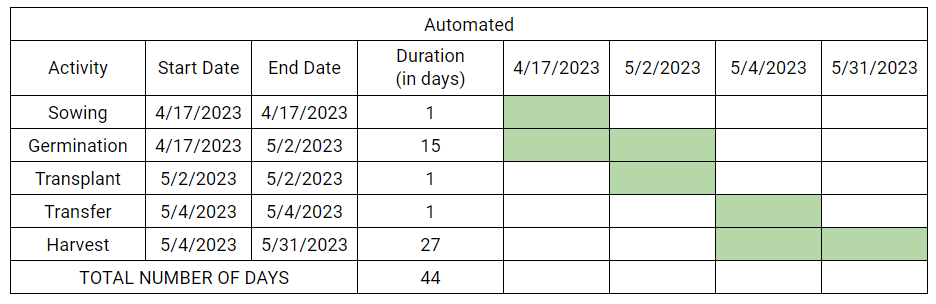 Automated
Activity Start Date End Date Duration (in days) 4/17/2023 5/2/2023 5/4/2023 5/31/2023
Sowing 4/17/2023 4/17/2023 1
Germination 4/17/2023 5/2/2023 15
Transplant 5/2/2023 5/2/2023 1
Transfer 5/4/2023 5/4/2023 1
Harvest 5/4/2023 5/31/2023 27
TOTAL NUMBER OF DAYS 44